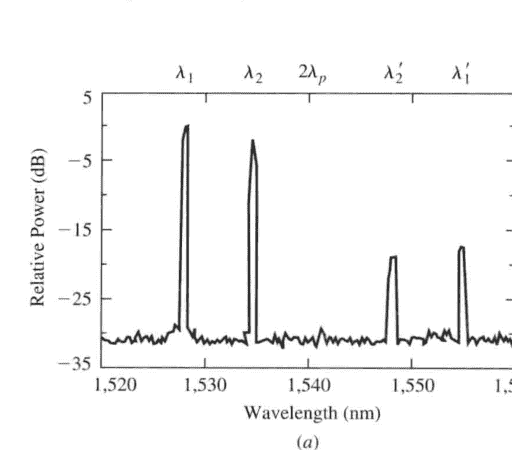 λ₁ λ₂ 2λₚ λ₂′ λ₁′
5
−5
−15
−25
−35
Relative Power (dB)
1,520 1,530 1,540 1,550
Wavelength (nm)
(a)